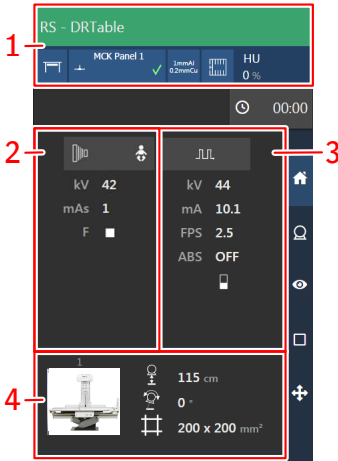 RS - DRTable
1
MCK Panel 1
1mmAl
0.2mmCu
HU
0 %
00:00
2
3
kV 42
mAs 1
F
kV 44
mA 10.1
FPS 2.5
ABS OFF
4
1
115 cm
0 °
200 x 200 mm²